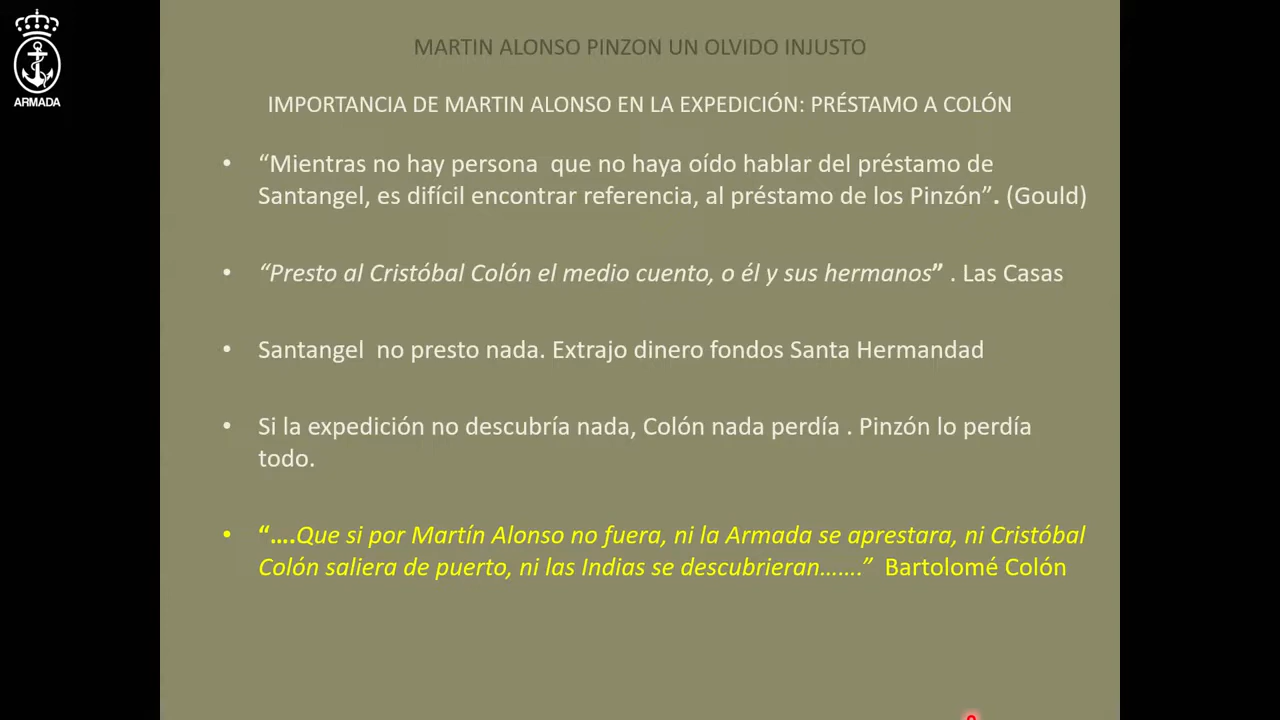 ARMADA
MARTIN ALONSO PINZON UN OLVIDO INJUSTO
IMPORTANCIA DE MARTIN ALONSO EN LA EXPEDICIÓN: PRÉSTAMO A COLÓN
• “Mientras no hay persona que no haya oído hablar del préstamo de
Santangel, es difícil encontrar referencia, al préstamo de los Pinzón”. (Gould)
• “Presto al Cristóbal Colón el medio cuento, o él y sus hermanos” . Las Casas
• Santangel no presto nada. Extrajo dinero fondos Santa Hermandad
• Si la expedición no descubría nada, Colón nada perdía . Pinzón lo perdía
todo.
• “….Que si por Martín Alonso no fuera, ni la Armada se aprestara, ni Cristóbal
Colón saliera de puerto, ni las Indias se descubrieran…….” Bartolomé Colón